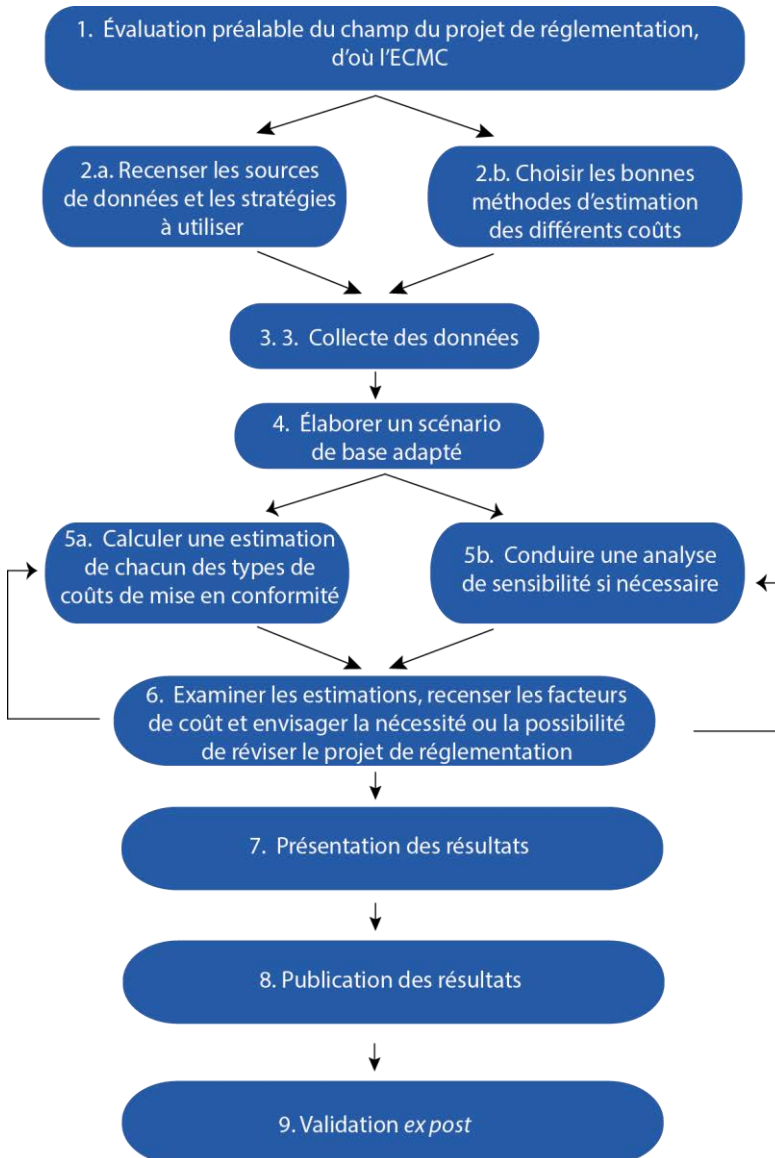 1. Évaluation préalable du champ du projet de réglementation,
d'où l'ECMC
2.a. Recenser les sources
de données et les stratégies
à utiliser
2.b. Choisir les bonnes
méthodes d'estimation
des différents coûts
3. 3. Collecte des données
4. Élaborer un scénario
de base adapté
5a. Calculer une estimation
de chacun des types de
coûts de mise en conformité
5b. Conduire une analyse
de sensibilité si nécessaire
6. Examiner les estimations, recenser les facteurs
de coût et envisager la nécessité ou la possibilité
de réviser le projet de réglementation
7. Présentation des résultats
8. Publication des résultats
9. Validation ex post